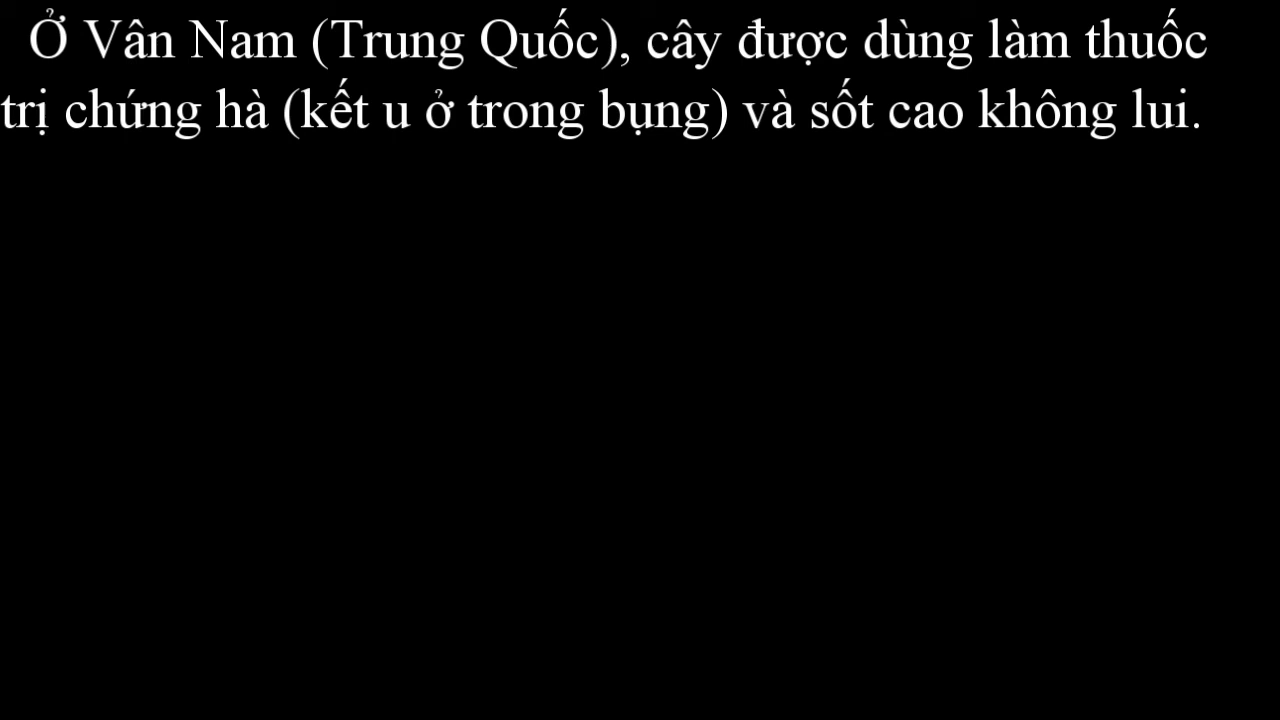 Ở Vân Nam (Trung Quốc), cây được dùng làm thuốc
trị chứng hà (kết u ở trong bụng) và sốt cao không lui.